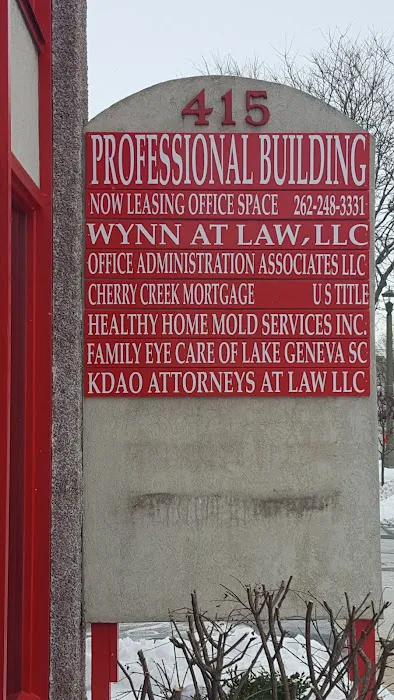 415
PROFESSIONAL BUILDING
NOW LEASING OFFICE SPACE 262-248-3331
WYNN AT LAW, LLC
OFFICE ADMINISTRATION ASSOCIATES LLC
CHERRY CREEK MORTGAGE U S TITLE
HEALTHY HOME MOLD SERVICES INC.
FAMILY EYE CARE OF LAKE GENEVA SC
KDAO ATTORNEYS AT LAW LLC